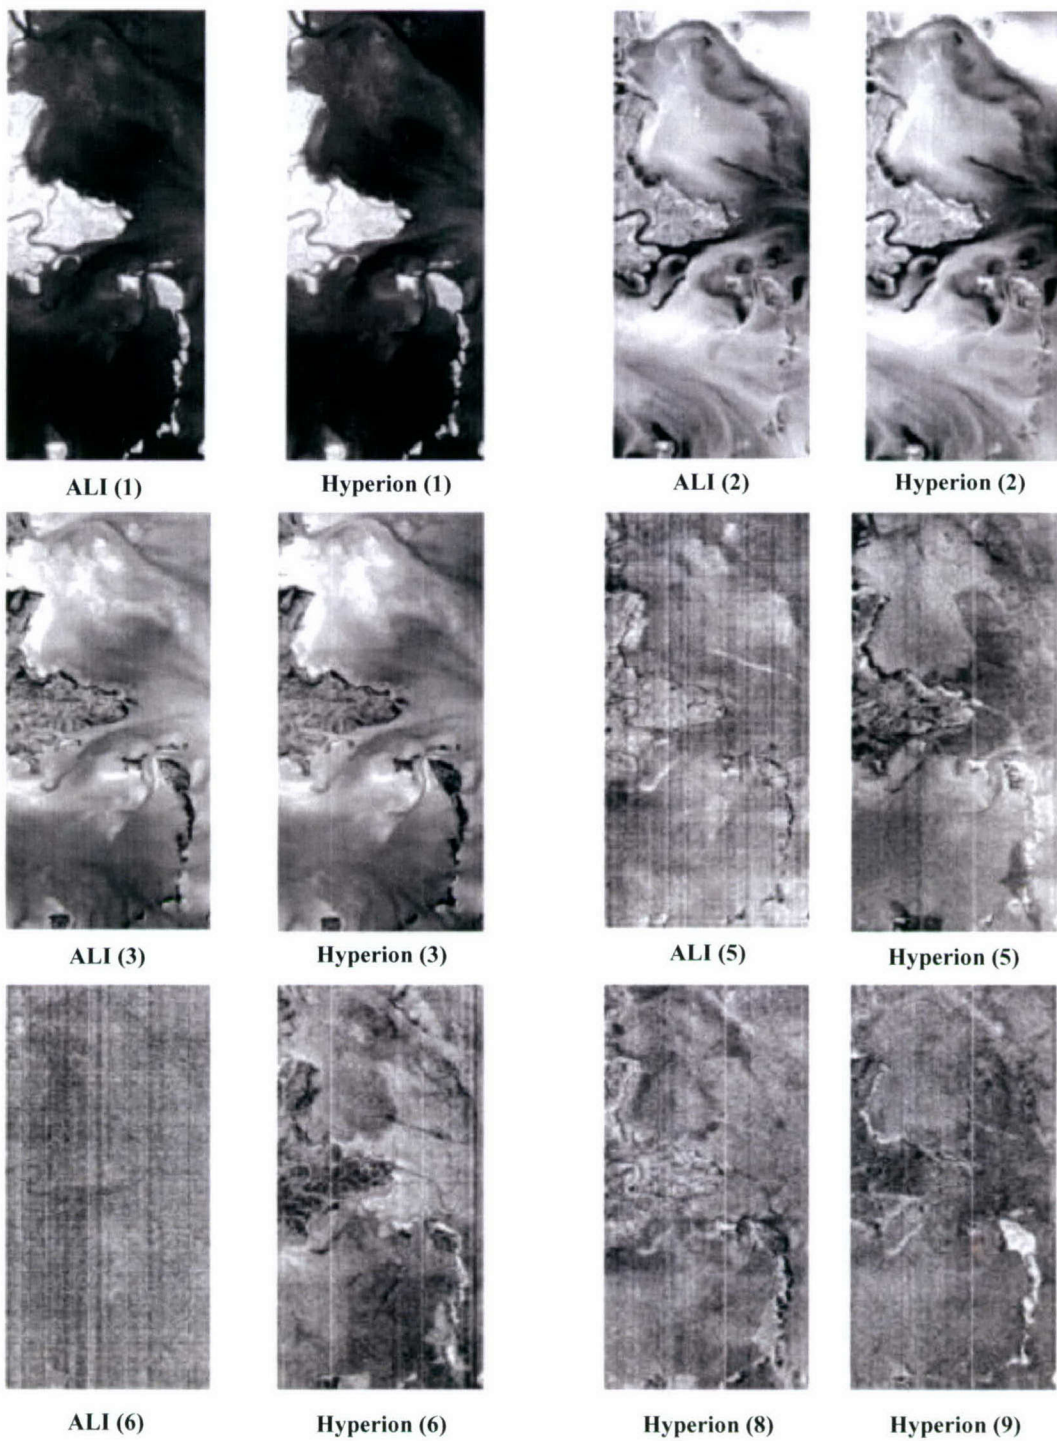 ALI (1)
Hyperion (1)
ALI (2)
Hyperion (2)
ALI (3)
Hyperion (3)
ALI (5)
Hyperion (5)
ALI (6)
Hyperion (6)
Hyperion (8)
Hyperion (9)